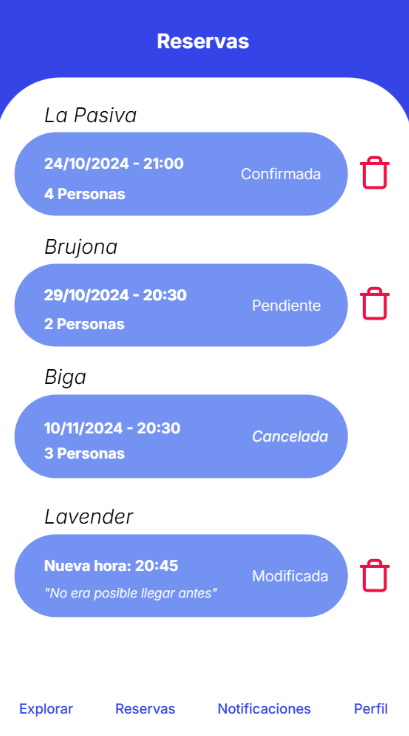 Reservas
La Pasiva
24/10/2024 - 21:00
Confirmada
4 Personas
Brujona
29/10/2024 - 20:30
Pendiente
2 Personas
Biga
10/11/2024 - 20:30
Cancelada
3 Personas
Lavender
Nueva hora: 20:45
Modificada
"No era posible llegar antes"
Explorar Reservas Notificaciones Perfil